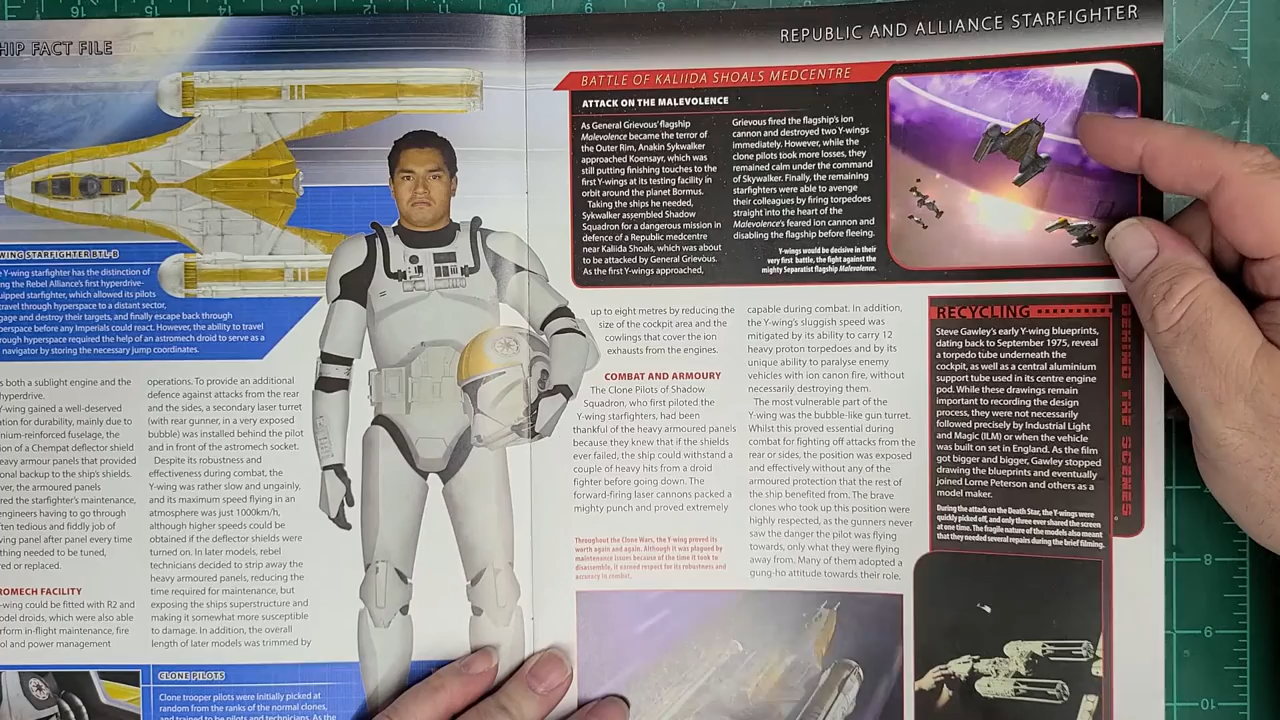 HIP FACT FILE
REPUBLIC AND ALLIANCE STARFIGHTER
WING STARFIGHTER BTL-B
Y-wing starfighter has the distinction of
ng the Rebel Alliance's first hyperdrive-
uipped starfighter, which allowed its pilots
travel through hyperspace to a distant sector,
gage and destroy their targets, and finally escape back through
perspace before any Imperials could react. However, the ability to travel
rough hyperspace required the help of an astromech droid to serve as a
navigator by storing the necessary jump coordinates.
s both a sublight engine and the
hyperdrive.
Y-wing gained a well-deserved
ation for durability, mainly due to
nium-reinforced fuselage, the
ion of a Chempat deflector shield
eavy armour panels that provided
onal backup to the ship's shields.
ver, the armoured panels
red the starfighter's maintenance,
engineers having to go through
ften tedious and fiddly job of
ving panel after panel every time
thing needed to be tuned,
red or replaced.
ROMECH FACILITY
-wing could be fitted with R2 and
odel droids, which were also able
rform in-flight maintenance, fire
ol and power management
operations. To provide an additional
defence against attacks from the rear
and the sides, a secondary laser turret
(with rear gunner, in a very exposed
bubble) was installed behind the pilot
and in front of the astromech socket.
Despite its robustness and
effectiveness during combat, the
Y-wing was rather slow and ungainly,
and its maximum speed flying in an
atmosphere was just 1000km/h,
although higher speeds could be
obtained if the deflector shields were
turned on. In later models, rebel
technicians decided to strip away the
heavy armoured panels, reducing the
time required for maintenance, but
exposing the ships superstructure and
making it somewhat more susceptible
to damage. In addition, the overall
length of later models was trimmed by
CLONE PILOTS
Clone trooper pilots were initially picked at
random from the ranks of the normal clones,
and trained to be pilots and technicians. As the
BATTLE OF KALIIDA SHOALS MEDCENTRE
ATTACK ON THE MALEVOLENCE
As General Grievous' flagship
Malevolence became the terror of
the Outer Rim, Anakin Sykwalker
approached Koensayr, which was
still putting finishing touches to the
first Y-wings at its testing facility in
orbit around the planet Bormus.
Taking the ships he needed,
Sykwalker assembled Shadow
Squadron for a dangerous mission in
defence of a Republic medcentre
near Kaliida Shoals, which was about
to be attacked by General Grievous.
As the first Y-wings approached,
Grievous fired the flagship's ion
cannon and destroyed two Y-wings
immediately. However, while the
clone pilots took more losses, they
remained calm under the command
of Skywalker. Finally, the remaining
starfighters were able to avenge
their colleagues by firing torpedoes
straight into the heart of the
Malevolence's feared ion cannon and
disabling the flagship before fleeing.
Y-wings would be decisive in their
very first battle, the fight against the
mighty Separatist flagship Malevolence.
up to eight metres by reducing the
size of the cockpit area and the
cowlings that cover the ion
exhausts from the engines.
COMBAT AND ARMOURY
The Clone Pilots of Shadow
Squadron, who first piloted the
Y-wing starfighters, had been
thankful of the heavy armoured panels
because they knew that if the shields
ever failed, the ship could withstand a
couple of heavy hits from a droid
fighter before going down. The
forward-firing laser cannons packed a
mighty punch and proved extremely
Throughout the Clone Wars, the Y-wing proved its
worth again and again. Although it was plagued by
maintenance issues because of the time it took to
disassemble, it earned respect for its robustness and
accuracy in combat.
capable during combat. In addition,
the Y-wing's sluggish speed was
mitigated by its ability to carry 12
heavy proton torpedoes and by its
unique ability to paralyse enemy
vehicles with ion canon fire, without
necessarily destroying them.
The most vulnerable part of the
Y-wing was the bubble-like gun turret.
Whilst this proved essential during
combat for fighting off attacks from the
rear or sides, the position was exposed
and effectively without any of the
armoured protection that the rest of
the ship benefited from. The brave
clones who took up this position were
highly respected, as the gunners never
saw the danger the pilot was flying
towards, only what they were flying
away from. Many of them adopted a
gung-ho attitude towards their role.
RECYCLING
BEHIND THE SCENES
Steve Gawley's early Y-wing blueprints,
dating back to September 1975, reveal
a torpedo tube underneath the
cockpit, as well as a central aluminium
support tube used in its centre engine
pod. While these drawings remain
important to recording the design
process, they were not necessarily
followed precisely by Industrial Light
and Magic (ILM) or when the vehicle
was built on set in England. As the film
got bigger and bigger, Gawley stopped
drawing the blueprints and eventually
joined Lorne Peterson and others as a
model maker.
During the attack on the Death Star, the Y-wings were
quickly picked off, and only three ever shared the screen
at one time. The fragile nature of the models also meant
that they needed several repairs during the brief filming.
16
15
14
13
12
11
10
9
8
7
8
9
10